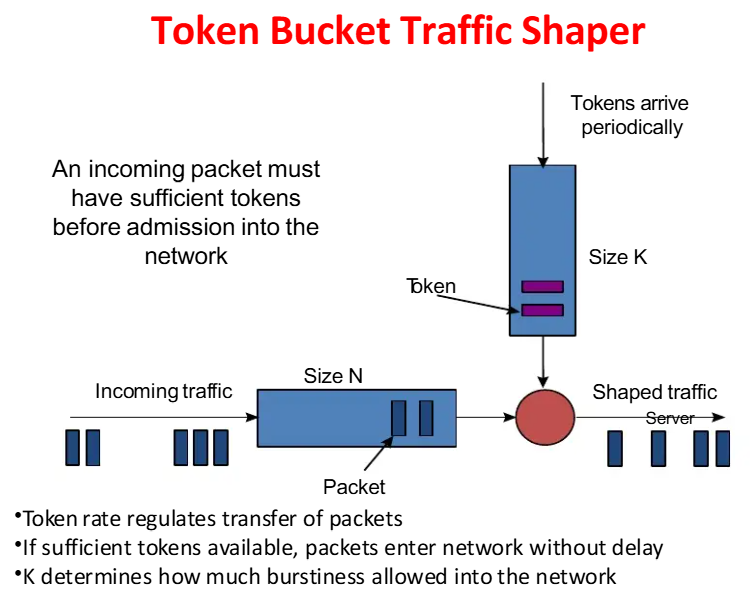 Token Bucket Traffic Shaper
Tokens arrive
periodically
An incoming packet must
have sufficient tokens
before admission into the
network
Size K
Token
Size N
Incoming traffic
Shaped traffic
Server
Packet
•Token rate regulates transfer of packets
•If sufficient tokens available, packets enter network without delay
•K determines how much burstiness allowed into the network